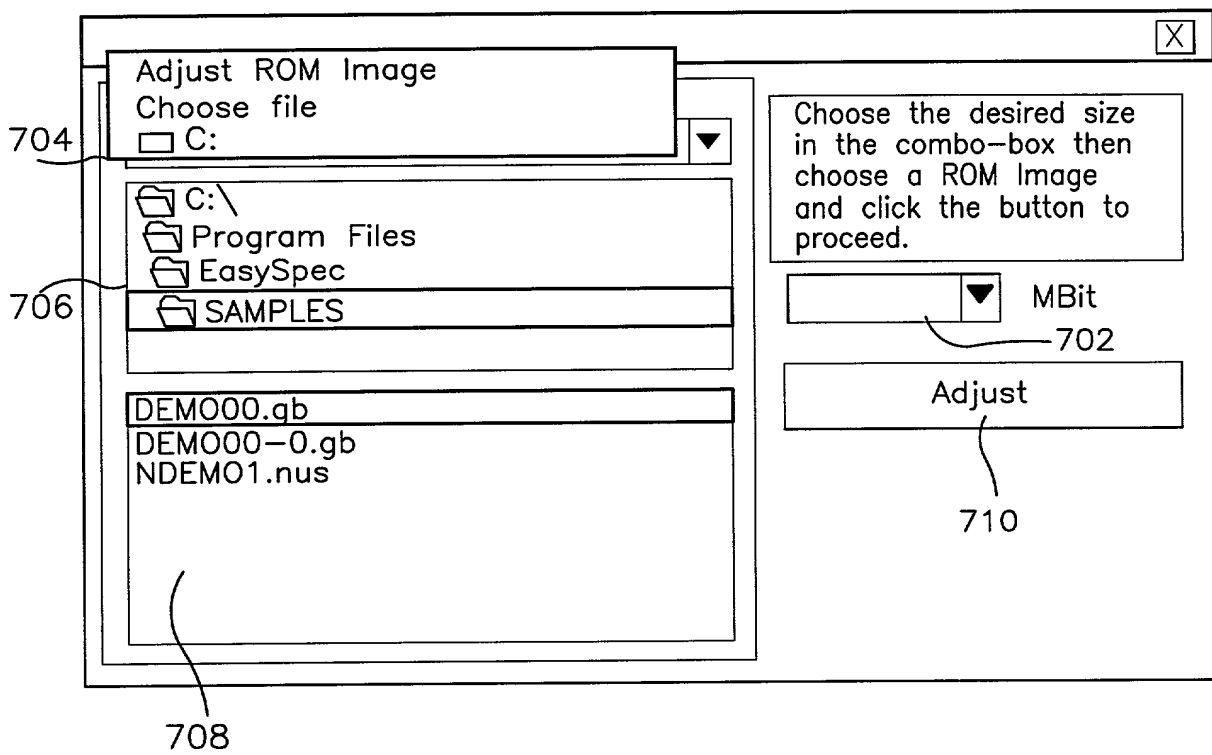 X
Adjust ROM Image
Choose file
C:
704
C:\
Program Files
EasySpec
SAMPLES
706
DEMO00.gb
DEMO00-0.gb
NDEMO1.nus
708
Choose the desired size
in the combo-box then
choose a ROM Image
and click the button to
proceed.
MBit
702
Adjust
710